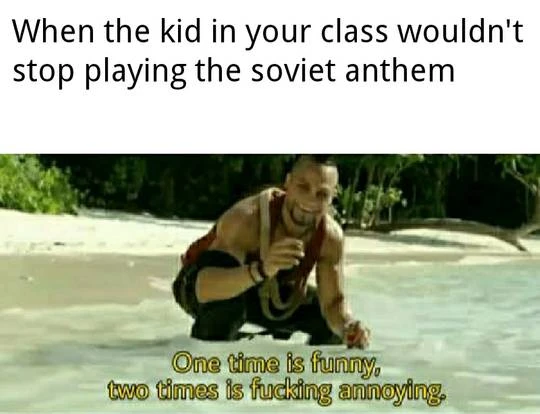 When the kid in your class wouldn't
stop playing the soviet anthem
One time is funny,
two times is fucking annoying.